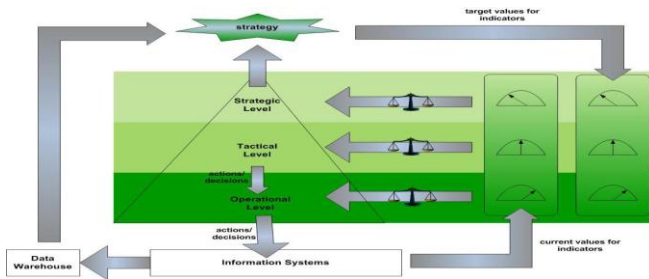 strategy
target values for
indicators
Strategic
Level
Tactical
Level
actions/
decisions
Operational
Level
actions/
decisions
current values for
indicators
Data
Warehouse
Information Systems